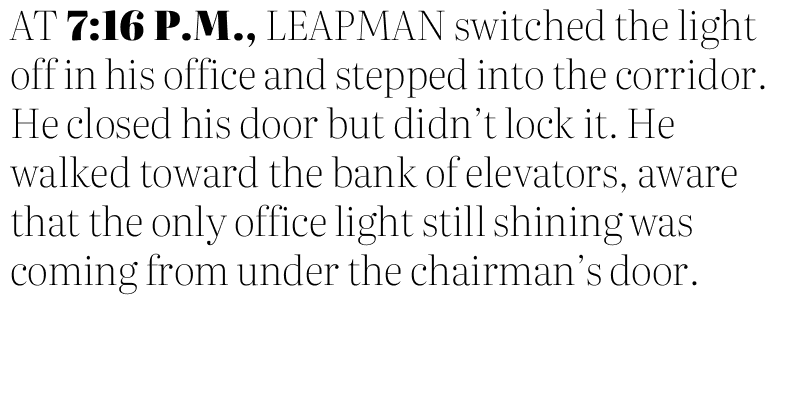 AT 7:16 P.M., LEAPMAN switched the light
off in his office and stepped into the corridor.
He closed his door but didn’t lock it. He
walked toward the bank of elevators, aware
that the only office light still shining was
coming from under the chairman’s door.